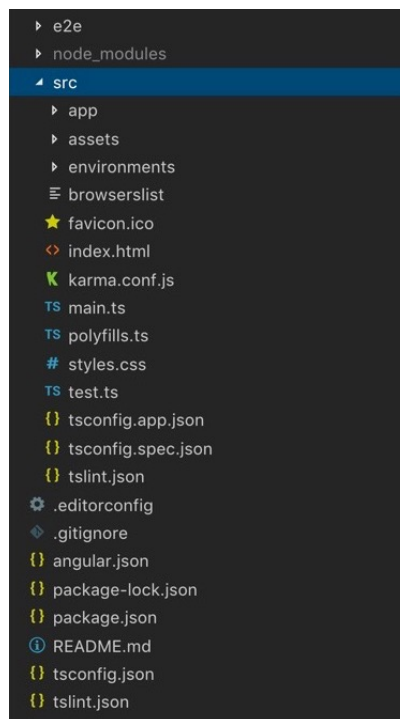 e2e
node_modules
src
app
assets
environments
browserslist
favicon.ico
<> index.html
K karma.conf.js
TS main.ts
TS polyfills.ts
# styles.css
TS test.ts
{} tsconfig.app.json
{} tsconfig.spec.json
{} tslint.json
.editorconfig
.gitignore
{} angular.json
{} package-lock.json
{} package.json
README.md
{} tsconfig.json
{} tslint.json